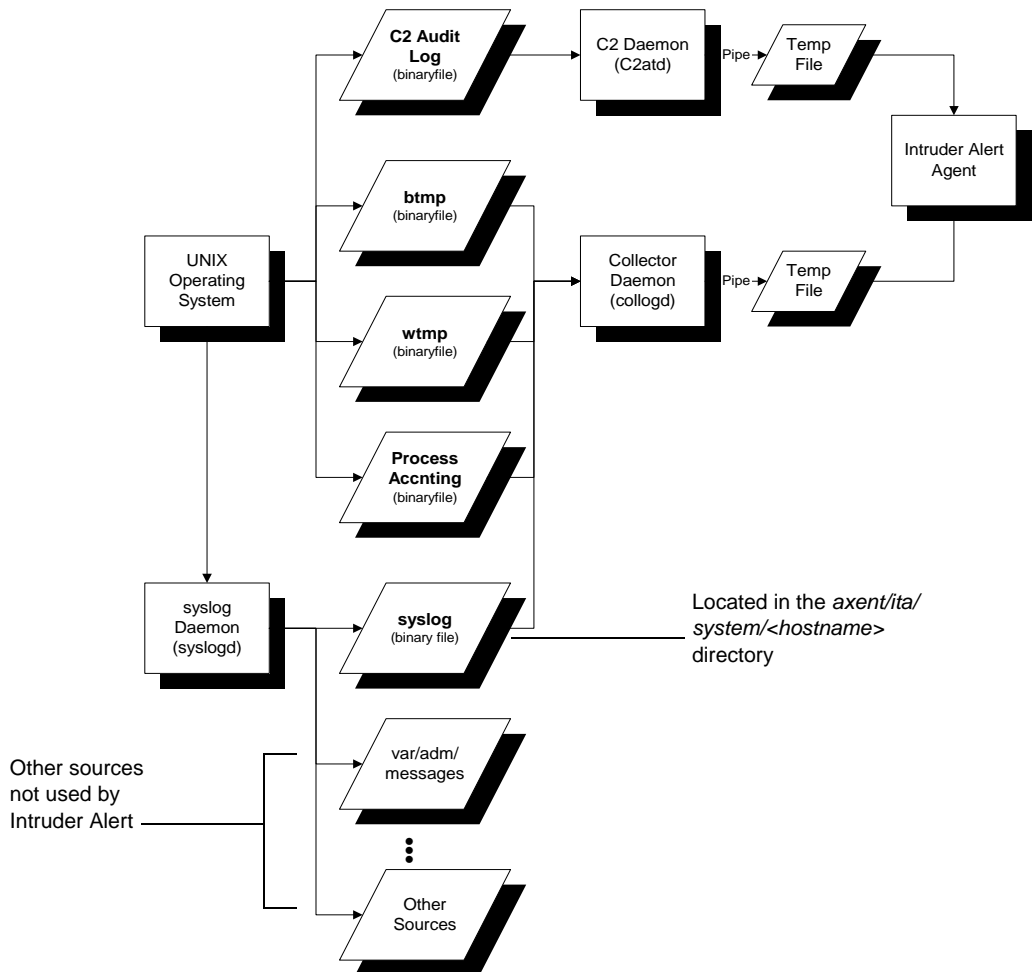 C2 Audit
Log
(binaryfile)
C2 Daemon
(C2atd)
Pipe
Temp
File
Intruder Alert
Agent
btmp
(binaryfile)
UNIX
Operating
System
Collector
Daemon
(collogd)
Pipe
Temp
File
wtmp
(binaryfile)
Process
Accnting
(binaryfile)
syslog
Daemon
(syslogd)
syslog
(binary file)
Located in the axent/ita/
system/<hostname>
directory
var/adm/
messages
Other sources
not used by
Intruder Alert
Other
Sources